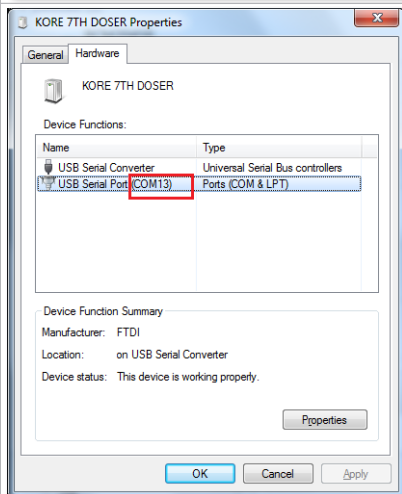 KORE 7TH DOSER Properties
General Hardware
KORE 7TH DOSER
Device Functions:
Name Type
USB Serial Converter Universal Serial Bus controllers
USB Serial Port (COM13) Ports (COM & LPT)
Device Function Summary
Manufacturer: FTDI
Location: on USB Serial Converter
Device status: This device is working properly.
Properties
OK Cancel Apply